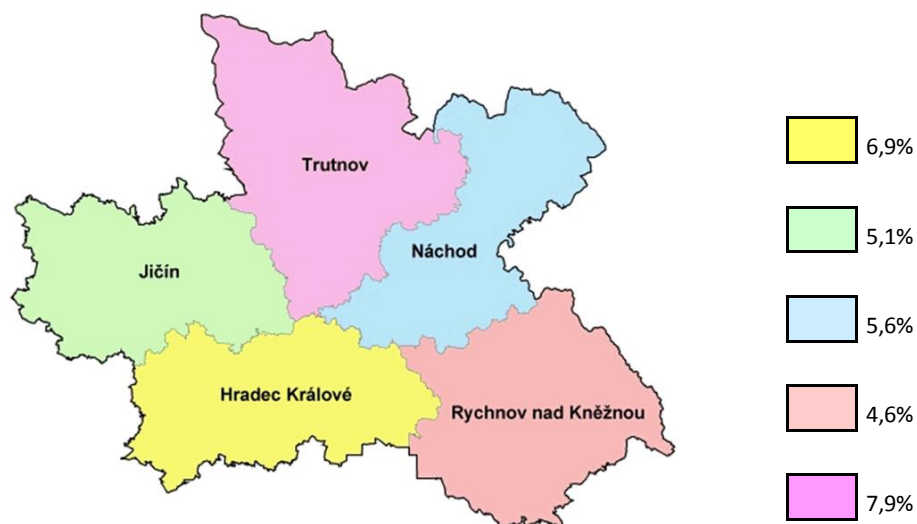 Trutnov
Náchod
Jičín
Hradec Králové
Rychnov nad Kněžnou
6,9%
5,1%
5,6%
4,6%
7,9%